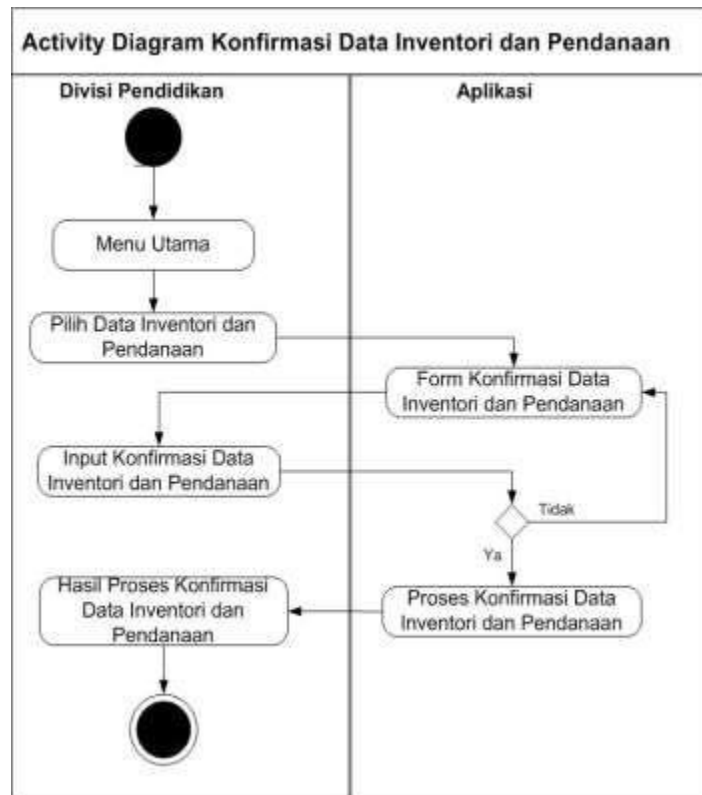 Activity Diagram Konfirmasi Data Inventori dan Pendanaan
Divisi Pendidikan
Aplikasi
Menu Utama
Pilih Data Inventori dan
Pendanaan
Form Konfirmasi Data
Inventori dan Pendanaan
Input Konfirmasi Data
Inventori dan Pendanaan
Tidak
Ya
Proses Konfirmasi Data
Inventori dan Pendanaan
Hasil Proses Konfirmasi
Data Inventori dan
Pendanaan